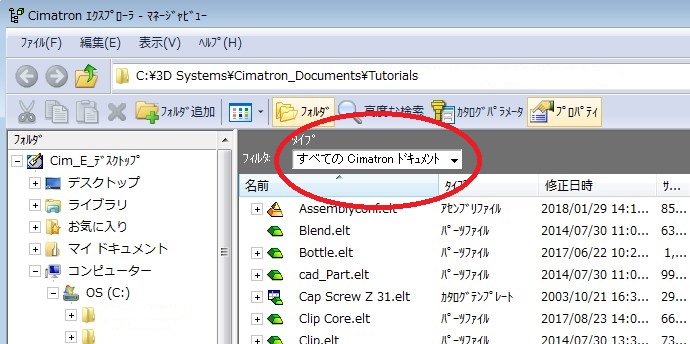 Cimatron ｴｸｽﾌﾟﾛｰﾗ - ﾏﾈｰｼﾞｬﾋﾞｭｰ
ﾌｧｲﾙ(F) 編集(E) 表示(V) ﾍﾙﾌﾟ(H)
C:¥3D Systems¥Cimatron_Documents¥Tutorials
ﾌｫﾙﾀﾞ追加 ﾌｫﾙﾀﾞ 高度な検索 ｶﾀﾛｸﾞﾊﾟﾗﾒｰﾀ ﾌﾟﾛﾊﾟﾃｨ
ﾌｫﾙﾀﾞ
Cim_E_ﾃﾞｽｸﾄｯﾌﾟ
デスクトップ
ライブラリ
お気に入り
マイ ドキュメント
コンピューター
OS (C:)
ﾀｲﾌﾟ
ﾌｨﾙﾀ: すべての Cimatron ﾄﾞｷｭﾒﾝﾄ
名前 ﾀｲﾌﾟ 修正日時 サ...
Assemblyconf.elt ｱｾﾝﾌﾞﾘﾌｧｲﾙ 2018/01/29 14:1... 85...
Blend.elt ﾊﾟｰﾂﾌｧｲﾙ 2014/07/30 11:0... 63...
Bottle.elt ﾊﾟｰﾂﾌｧｲﾙ 2017/06/22 10:2... 1,...
cad_Part.elt ﾊﾟｰﾂﾌｧｲﾙ 2014/07/30 11:0... 99...
Cap Screw Z 31.elt ｶﾀﾛｸﾞﾃﾝﾌﾟﾚｰﾄ 2003/10/21 16:3... 29...
Clip Core.elt ﾊﾟｰﾂﾌｧｲﾙ 2017/08/23 14:0... 66...
Clip.elt ﾊﾟｰﾂﾌｧｲﾙ 2014/07/30 13:4... 73...